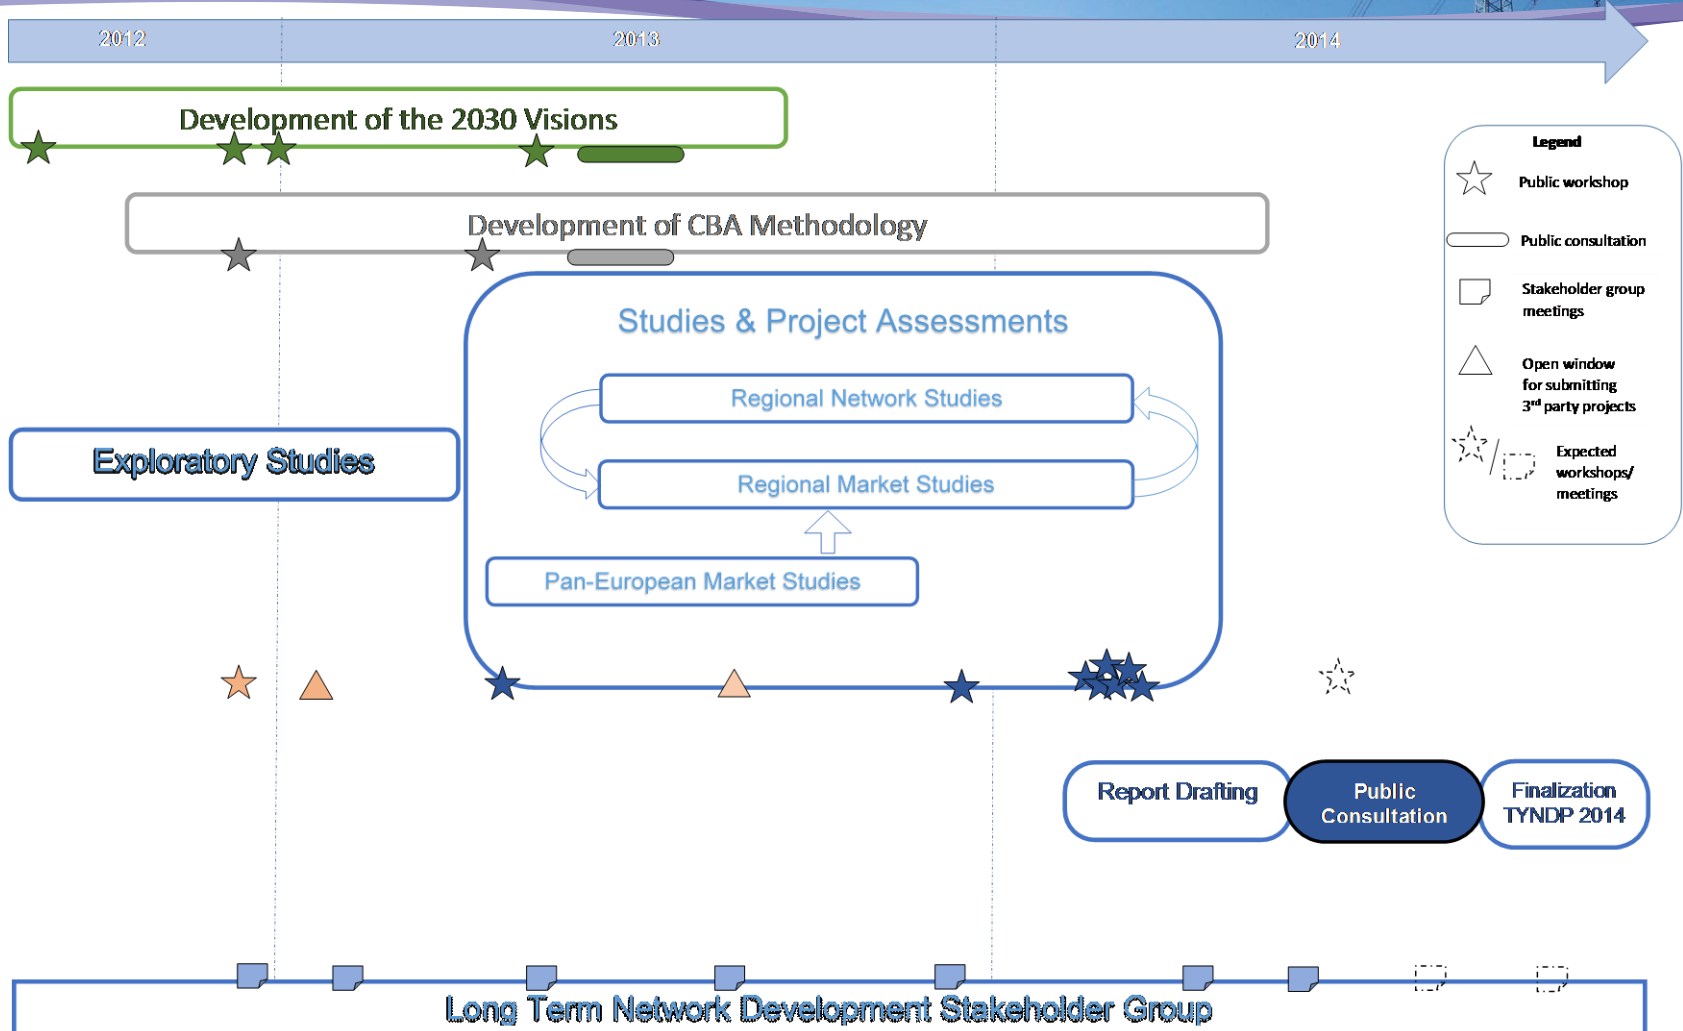 2012 2013 2014
Development of the 2030 Visions
Development of CBA Methodology
Studies & Project Assessments
Regional Network Studies
Exploratory Studies
Regional Market Studies
Pan-European Market Studies
Legend
Public workshop
Public consultation
Stakeholder group
meetings
Open window
for submitting
3rd party projects
Expected
workshops/
meetings
Report Drafting
Public
Consultation
Finalization
TYNDP 2014
Long Term Network Development Stakeholder Group